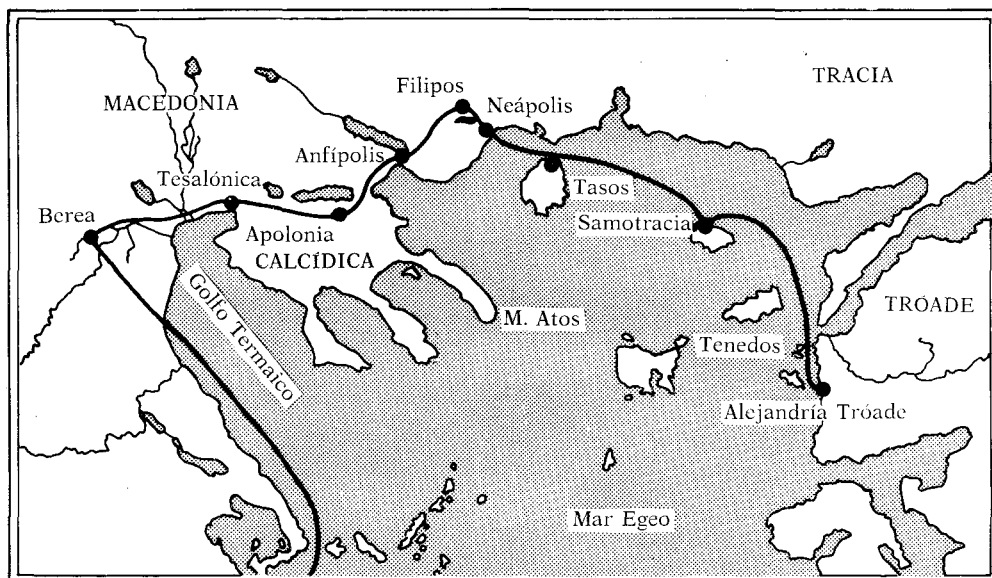 TRACIA
Filipos
Neápolis
MACEDONIA
Anfípolis
Tesalónica
Tasos
Berea
Samotracia
Apolonia
CALCÍDICA
Golfo Termaico
M. Atos
TRÓADE
Tenedos
Alejandría Tróade
Mar Egeo